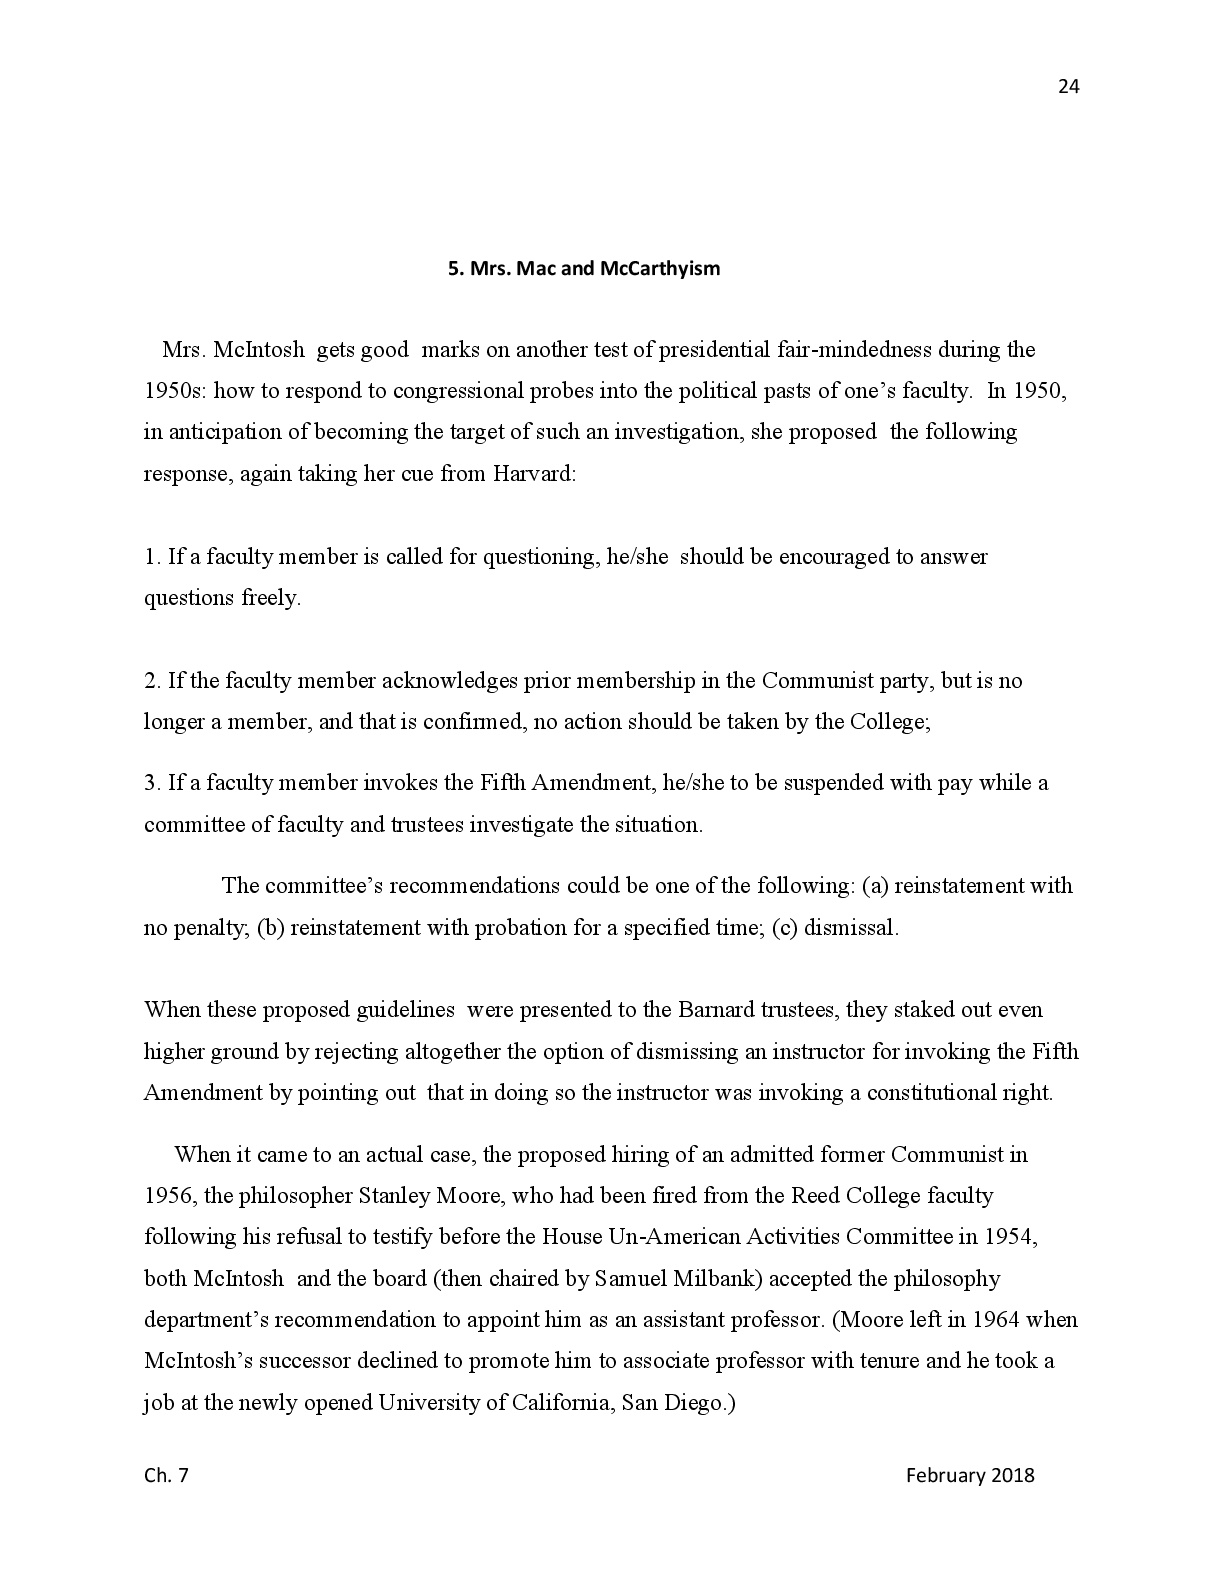 24
5. Mrs. Mac and McCarthyism
Mrs. McIntosh  gets good  marks on another test of presidential fair-mindedness during the
1950s: how to respond to congressional probes into the political pasts of one’s faculty.  In 1950,
in anticipation of becoming the target of such an investigation, she proposed  the following
response, again taking her cue from Harvard:
1. If a faculty member is called for questioning, he/she  should be encouraged to answer
questions freely.
2. If the faculty member acknowledges prior membership in the Communist party, but is no
longer a member, and that is confirmed, no action should be taken by the College;
3. If a faculty member invokes the Fifth Amendment, he/she to be suspended with pay while a
committee of faculty and trustees investigate the situation.
The committee’s recommendations could be one of the following: (a) reinstatement with
no penalty; (b) reinstatement with probation for a specified time; (c) dismissal.
When these proposed guidelines  were presented to the Barnard trustees, they staked out even
higher ground by rejecting altogether the option of dismissing an instructor for invoking the Fifth
Amendment by pointing out  that in doing so the instructor was invoking a constitutional right.
When it came to an actual case, the proposed hiring of an admitted former Communist in
1956, the philosopher Stanley Moore, who had been fired from the Reed College faculty
following his refusal to testify before the House Un-American Activities Committee in 1954,
both McIntosh  and the board (then chaired by Samuel Milbank) accepted the philosophy
department’s recommendation to appoint him as an assistant professor. (Moore left in 1964 when
McIntosh’s successor declined to promote him to associate professor with tenure and he took a
job at the newly opened University of California, San Diego.)
Ch. 7 February 2018